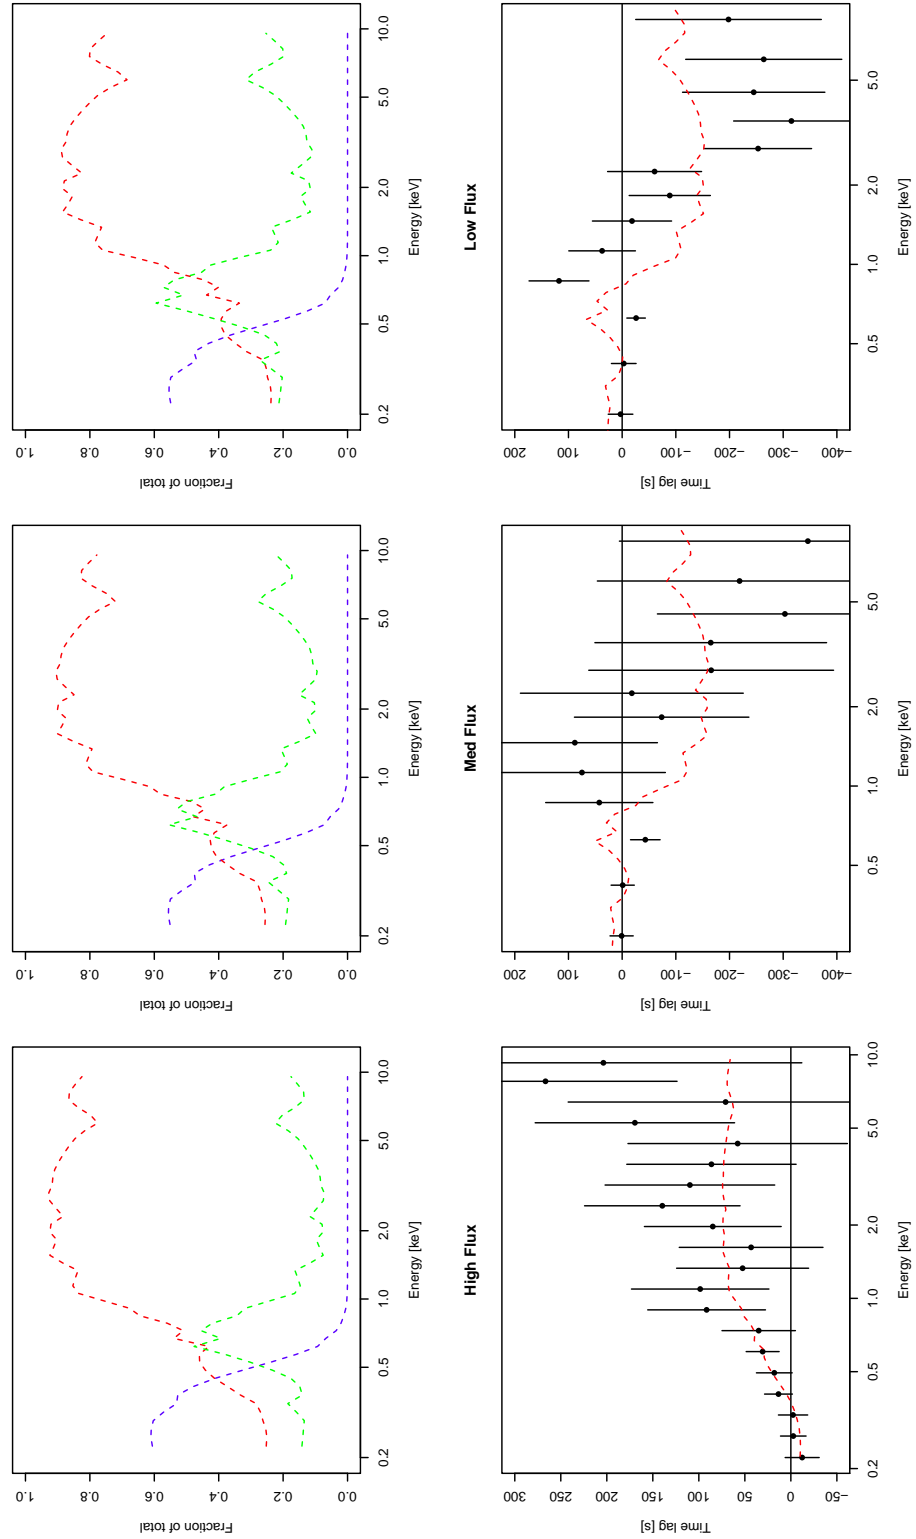 Fraction of total
1.0
0.8
0.6
0.4
0.2
0.0
0.2 0.5 1.0 2.0 5.0 10.0
Energy [keV]
Fraction of total
1.0
0.8
0.6
0.4
0.2
0.0
0.2 0.5 1.0 2.0 5.0 10.0
Energy [keV]
Fraction of total
1.0
0.8
0.6
0.4
0.2
0.0
0.2 0.5 1.0 2.0 5.0 10.0
Energy [keV]
High Flux
Time lag [s]
300
250
200
150
100
50
0
−50
0.2 0.5 1.0 2.0 5.0 10.0
Energy [keV]
Med Flux
Time lag [s]
200
100
0
−100
−200
−300
−400
0.5 1.0 2.0 5.0
Energy [keV]
Low Flux
Time lag [s]
200
100
0
−100
−200
−300
−400
0.5 1.0 2.0 5.0
Energy [keV]